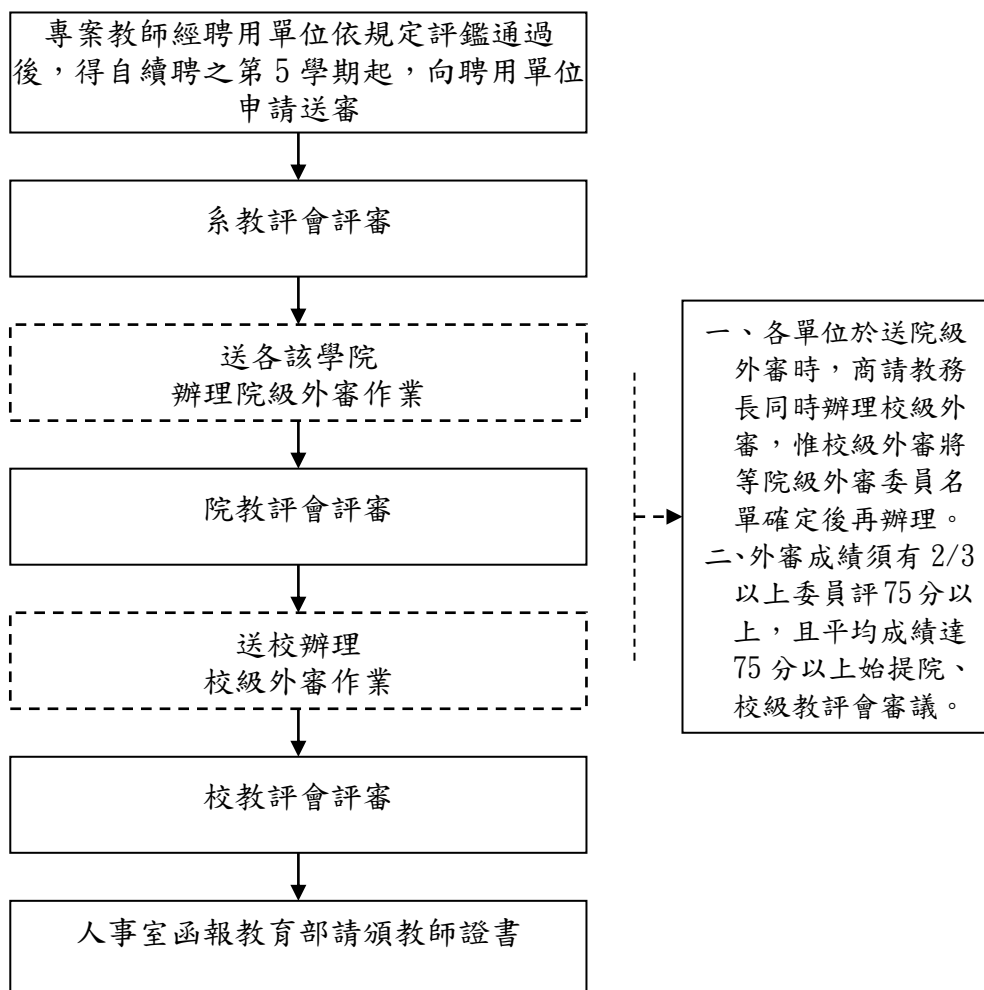 專案教師經聘用單位依規定評鑑通過
後，得自續聘之第5學期起，向聘用單位
申請送審
系教評會評審
送各該學院
辦理院級外審作業
院教評會評審
送校辦理
校級外審作業
校教評會評審
人事室函報教育部請頒教師證書
一、各單位於送院級
外審時，商請教務
長同時辦理校級外
審，惟校級外審將
等院級外審委員名
單確定後再辦理。
二、外審成績須有2/3
以上委員評75分以
上，且平均成績達
75分以上始提院、
校級教評會審議。